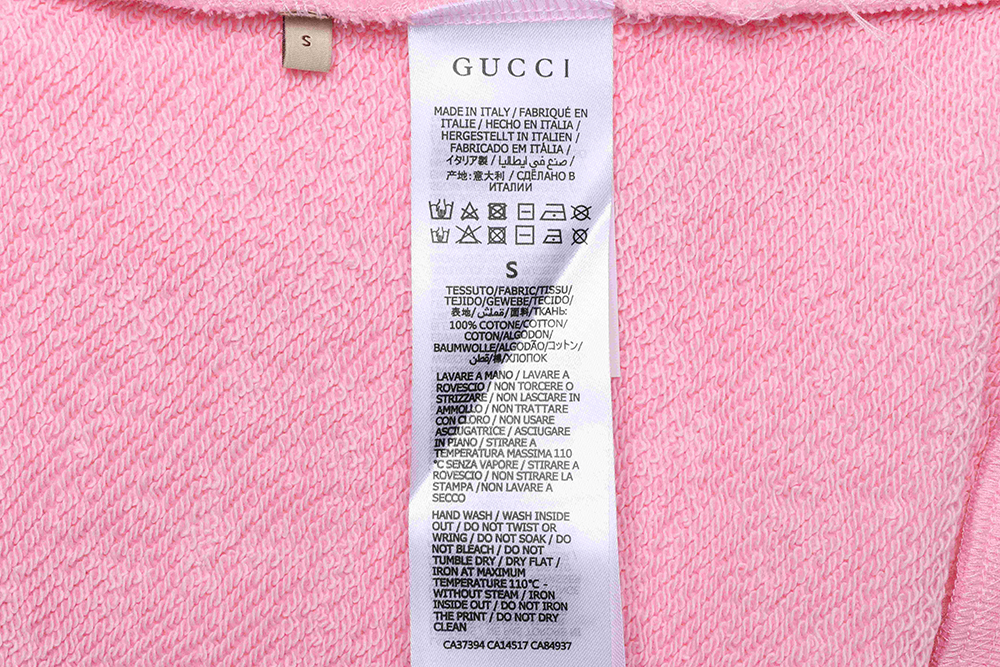 S
GUCCI
MADE IN ITALY / FABRIQUÉ EN
ITALIE / HECHO EN ITALIA /
HERGESTELLT IN ITALIEN /
FABRICADO EM ITÁLIA /
イタリア製 / صنع في ايطاليا /
产地: 意大利 / СДЕЛАНО В
ИТАЛИИ
S
TESSUTO/FABRIC/TISSU/
TEJIDO/GEWEBE/TECIDO/
表地/قملش/面料/ТКАНЬ:
100% COTONE/COTTON/
COTON/ALGODON/
BAUMWOLLE/ALGODÃO/コットン/
قطن/棉/ХЛОПОК
LAVARE A MANO / LAVARE A
ROVESCIO / NON TORCERE O
STRIZZARE / NON LASCIARE IN
AMMOLLO / NON TRATTARE
CON CLORO / NON USARE
ASCIUGATRICE / ASCIUGARE
IN PIANO / STIRARE A
TEMPERATURA MASSIMA 110
°C SENZA VAPORE / STIRARE A
ROVESCIO / NON STIRARE LA
STAMPA /NON LAVARE A
SECCO
HAND WASH / WASH INSIDE
OUT / DO NOT TWIST OR
WRING / DO NOT SOAK / DO
NOT BLEACH / DO NOT
TUMBLE DRY / DRY FLAT /
IRON AT MAXIMUM
TEMPERATURE 110°C -
WITHOUT STEAM / IRON
INSIDE OUT / DO NOT IRON
THE PRINT / DO NOT DRY
CLEAN
CA37394 CA14517 CA84937